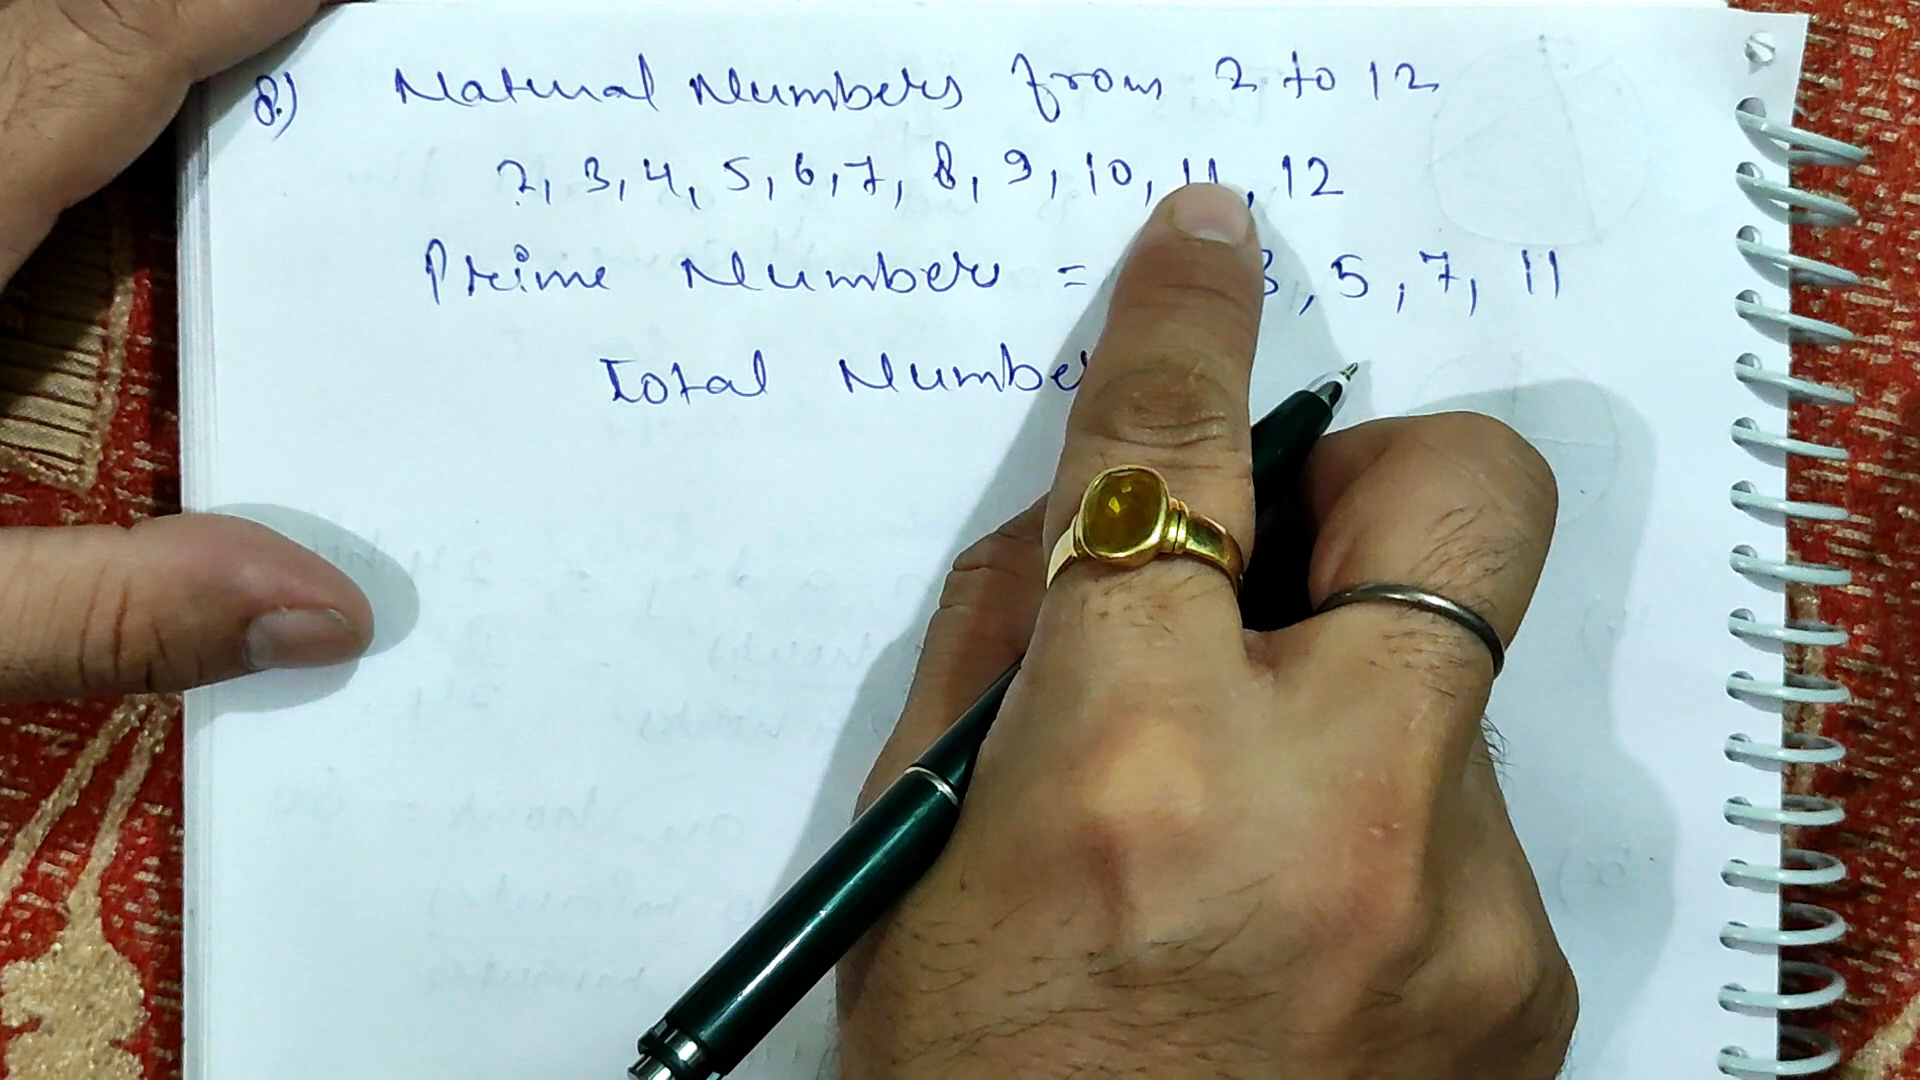 8.) Natural Numbers from 2 to 12
2, 3, 4, 5, 6, 7, 8, 9, 10, 11, 12
Prime Number = 3, 5, 7, 11
Total Number